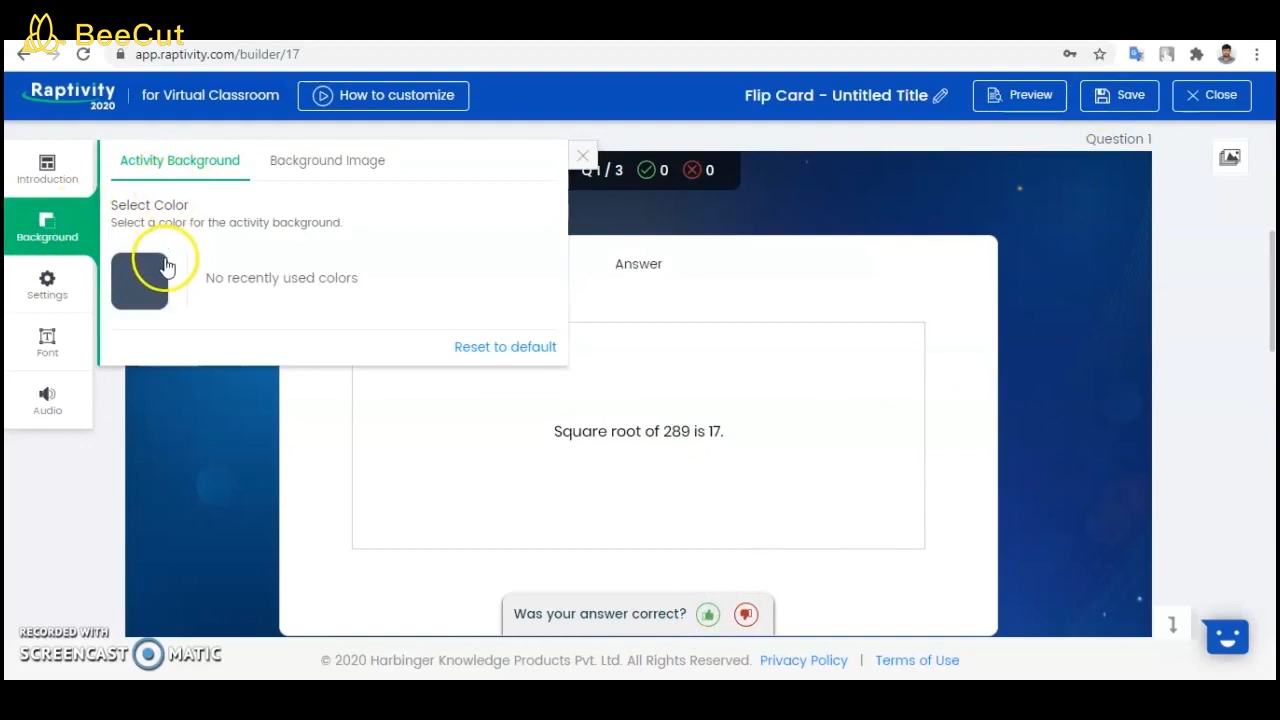 BeeCut
app.raptivity.com/builder/17
Raptivity 2020
for Virtual Classroom
How to customize
Flip Card - Untitled Title
Preview
Save
Close
Question 1
Introduction
Background
Settings
Font
Audio
Activity Background
Background Image
Select Color
Select a color for the activity background.
No recently used colors
Reset to default
1 / 3 0 0
Answer
Square root of 289 is 17.
Was your answer correct?
RECORDED WITH
SCREENCAST MATIC
© 2020 Harbinger Knowledge Products Pvt. Ltd. All Rights Reserved. Privacy Policy | Terms of Use